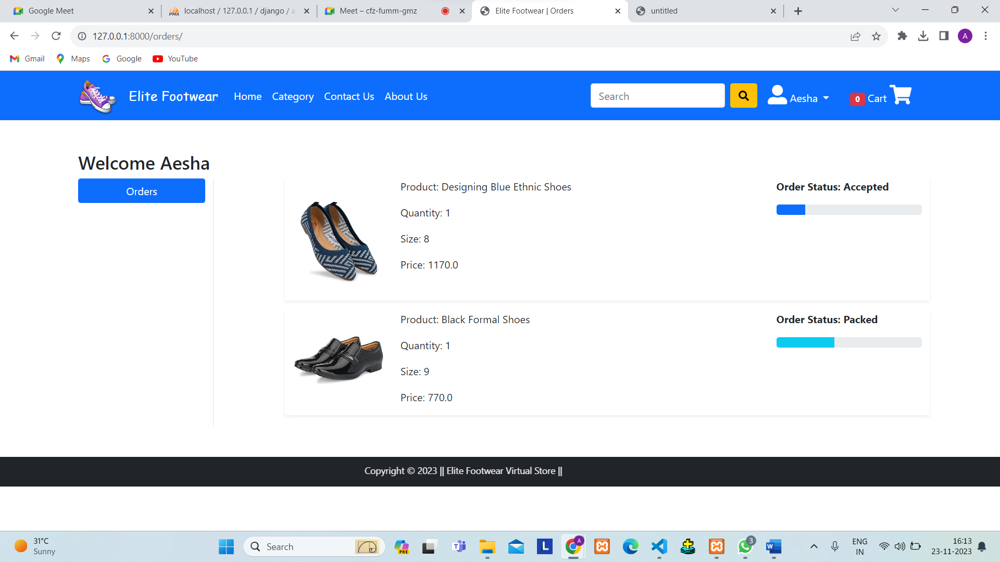 Google Meet
localhost / 127.0.0.1 / django / a
Meet – cfz-fumm-gmz
Elite Footwear | Orders
untitled
127.0.0.1:8000/orders/
A
Gmail
Maps
Google
YouTube
Elite Footwear
Home
Category
Contact Us
About Us
Search
Aesha
0 Cart
Welcome Aesha
Orders
Product: Designing Blue Ethnic Shoes
Quantity: 1
Size: 8
Price: 1170.0
Order Status: Accepted
Product: Black Formal Shoes
Quantity: 1
Size: 9
Price: 770.0
Order Status: Packed
Copyright © 2023 || Elite Footwear Virtual Store ||
31°C
Sunny
Search
PRE
L
A
3
W
ENG
IN
16:13
23-11-2023